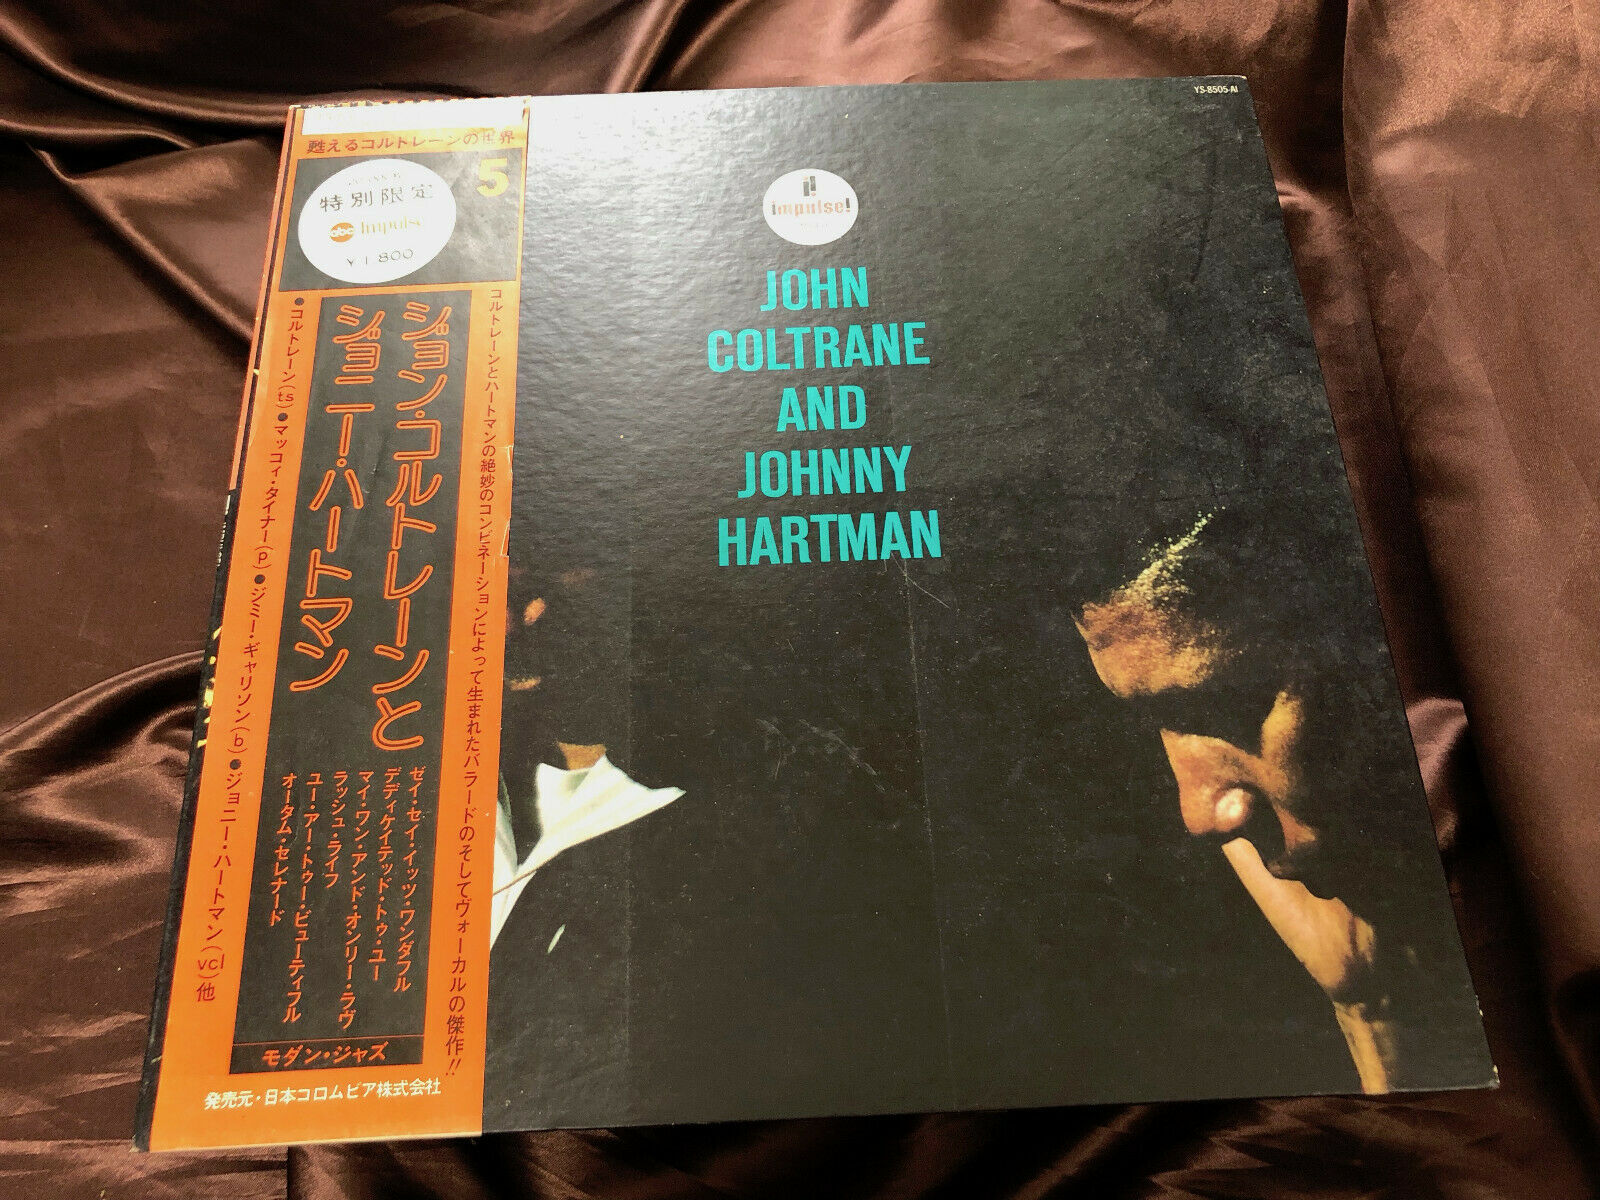 甦えるコルトレーンの世界
5
特別限定
abc Impulse
¥1800
コルトレーンとハートマンの絶妙のコンビネーションによって生まれたバラードのそしてヴォーカルの傑作!!
ジョン・コルトレーンと
ジョニー・ハートマン
ゼイ・セイ・イッツ・ワンダフル
デディケイテッド・トゥ・ユー
マイ・ワン・アンド・オンリー・ラヴ
ラッシュ・ライフ
ユー・アー・トゥー・ビューティフル
オータム・セレナード
●コルトレーン(ts)●マッコイ・タイナー(p)●ジミー・ギャリソン(b)●ジョニー・ハートマン(vcl)他
モダン・ジャズ
発売元・日本コロムビア株式会社
YS-8505-AI
impulse!
JOHN
COLTRANE
AND
JOHNNY
HARTMAN